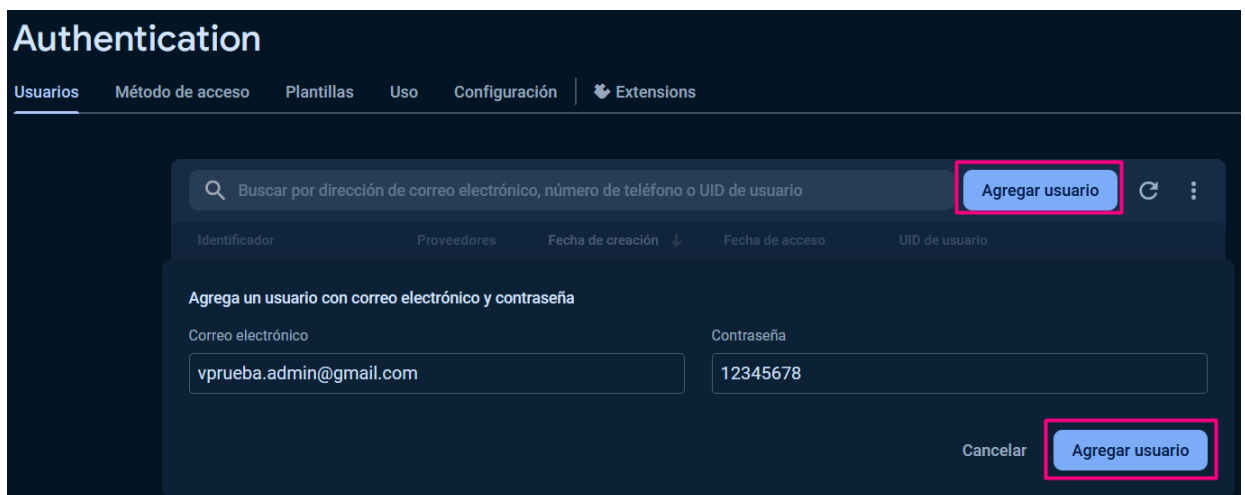 Authentication
Usuarios Método de acceso Plantillas Uso Configuración Extensions
Buscar por dirección de correo electrónico, número de teléfono o UID de usuario Agregar usuario
Identificador Proveedores Fecha de creación Fecha de acceso UID de usuario
Agrega un usuario con correo electrónico y contraseña
Correo electrónico Contraseña
vprueba.admin@gmail.com 12345678
Cancelar Agregar usuario